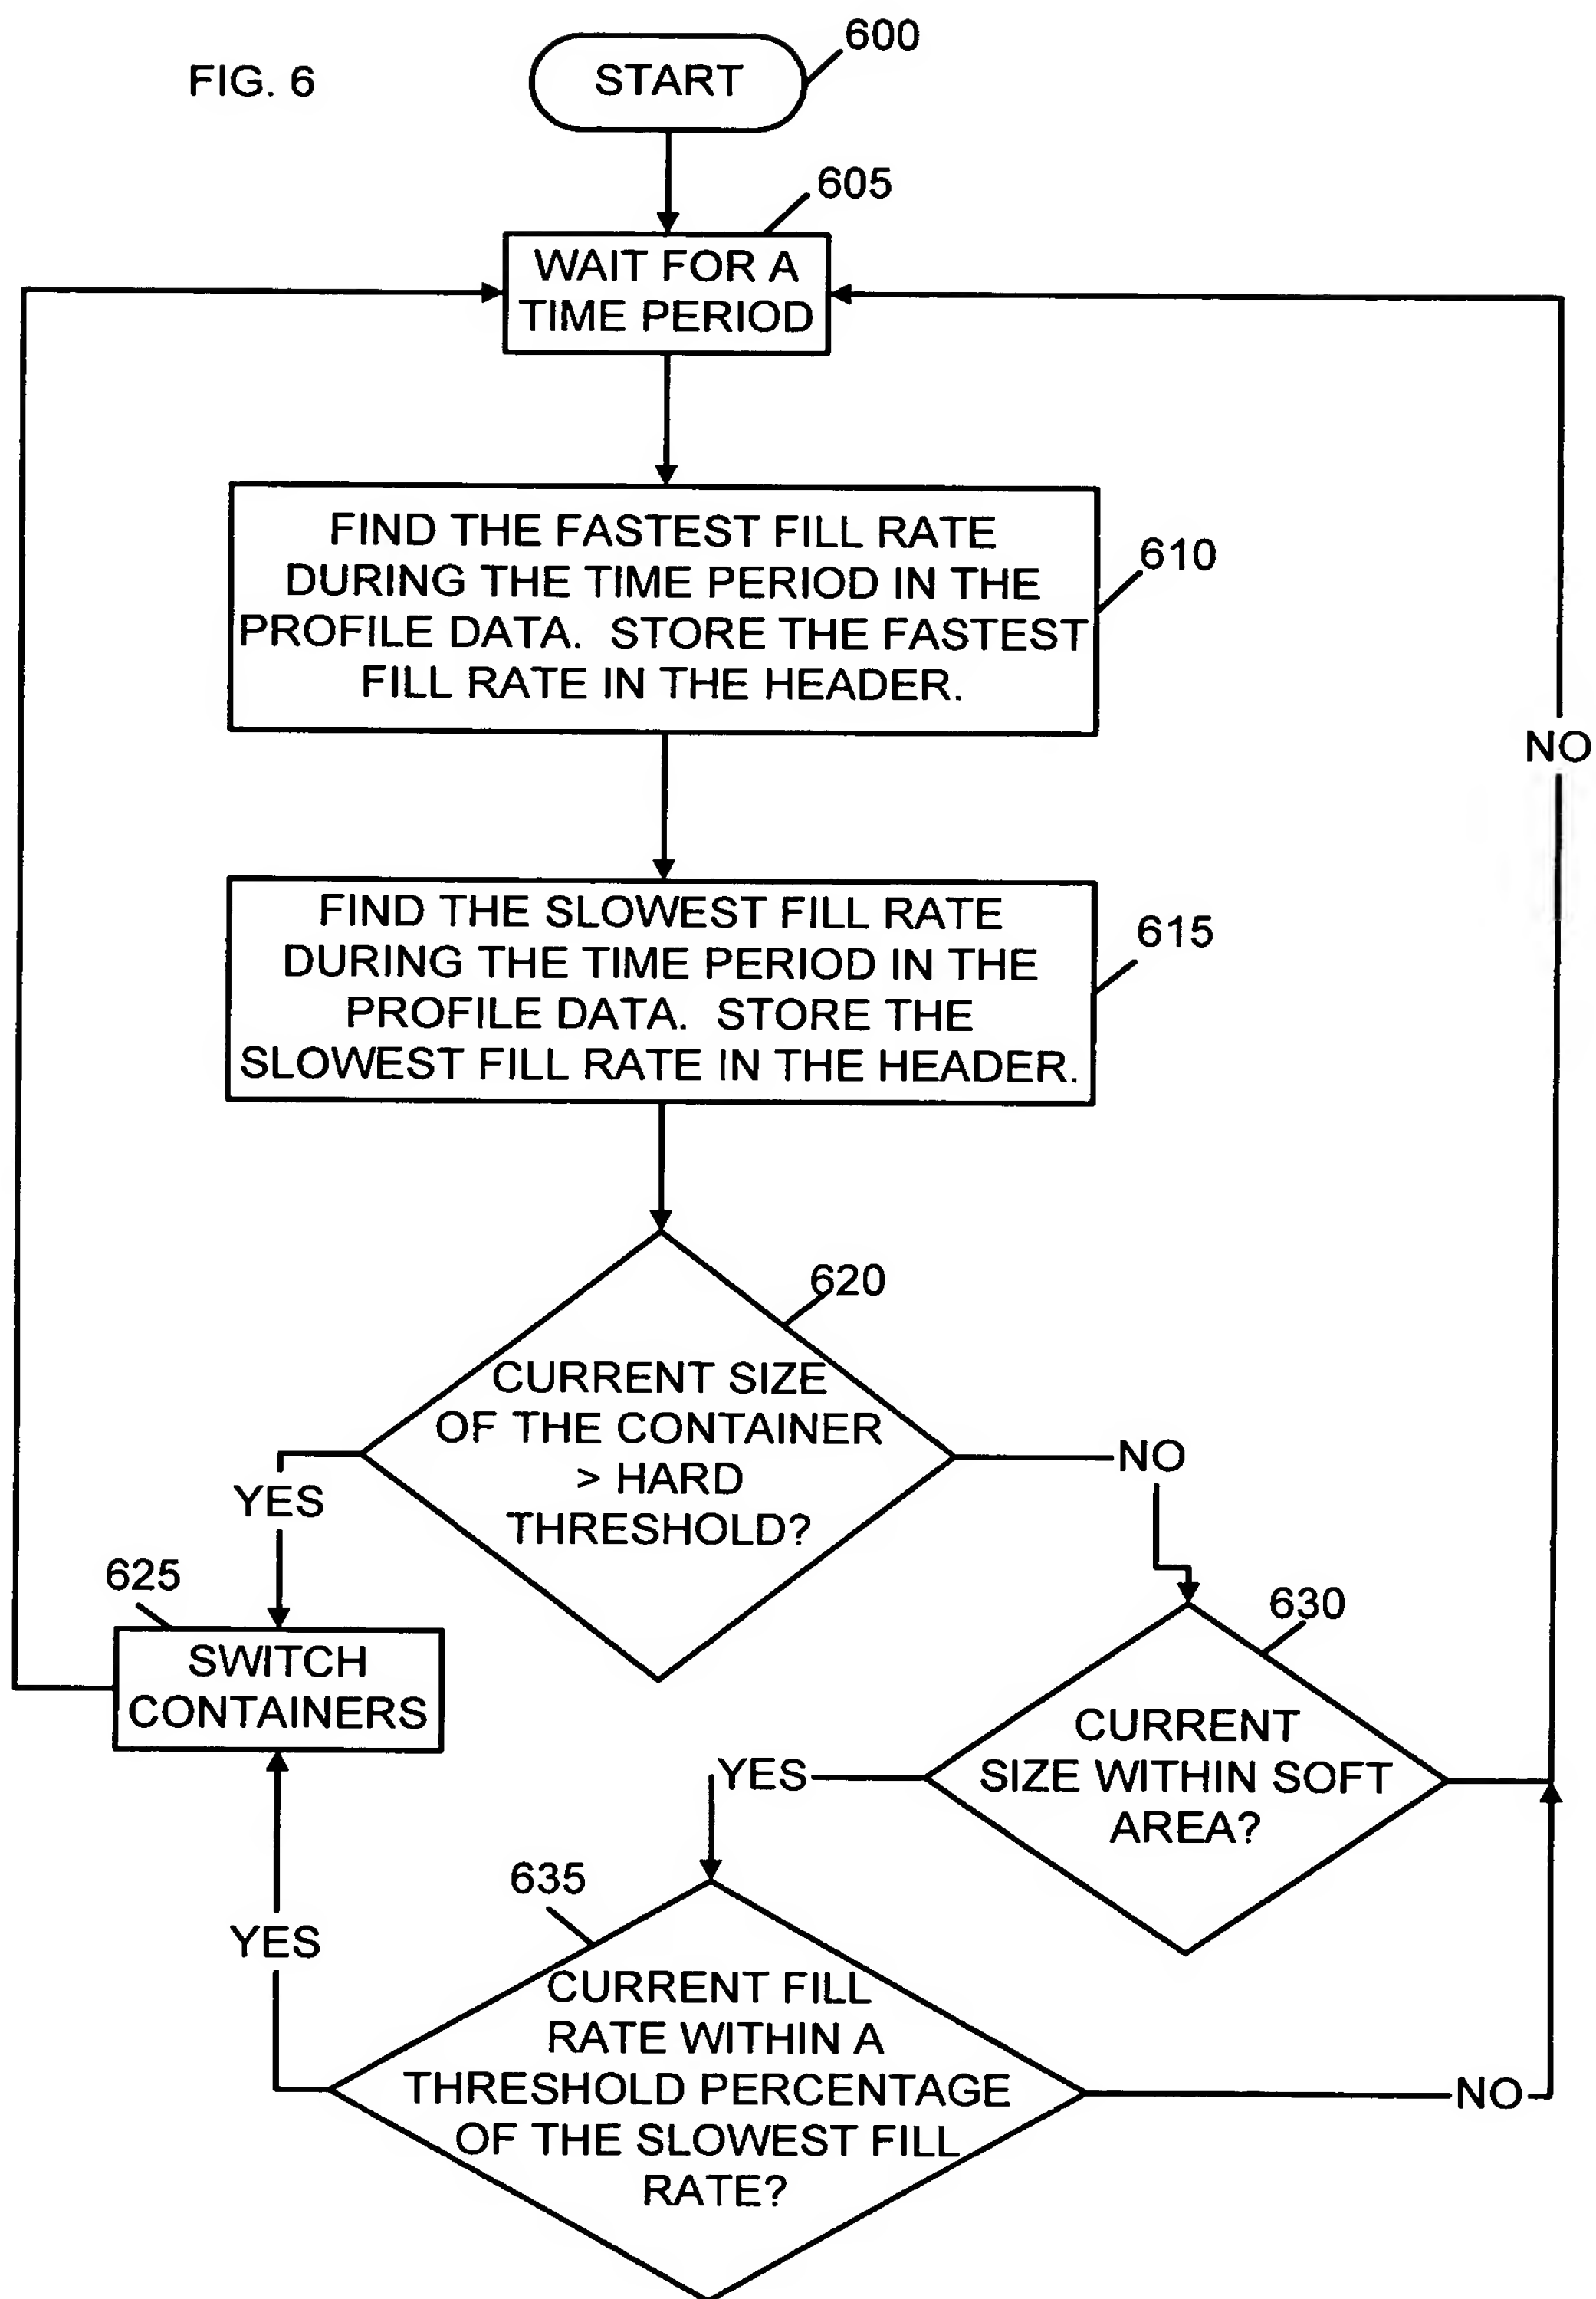 FIG. 6
START
600
605
WAIT FOR A
TIME PERIOD
FIND THE FASTEST FILL RATE
DURING THE TIME PERIOD IN THE
PROFILE DATA. STORE THE FASTEST
FILL RATE IN THE HEADER.
610
NO
FIND THE SLOWEST FILL RATE
DURING THE TIME PERIOD IN THE
PROFILE DATA. STORE THE
SLOWEST FILL RATE IN THE HEADER.
615
620
CURRENT SIZE
OF THE CONTAINER
> HARD
THRESHOLD?
YES
NO
625
SWITCH
CONTAINERS
630
CURRENT
SIZE WITHIN SOFT
AREA?
YES
635
YES
CURRENT FILL
RATE WITHIN A
THRESHOLD PERCENTAGE
OF THE SLOWEST FILL
RATE?
NO